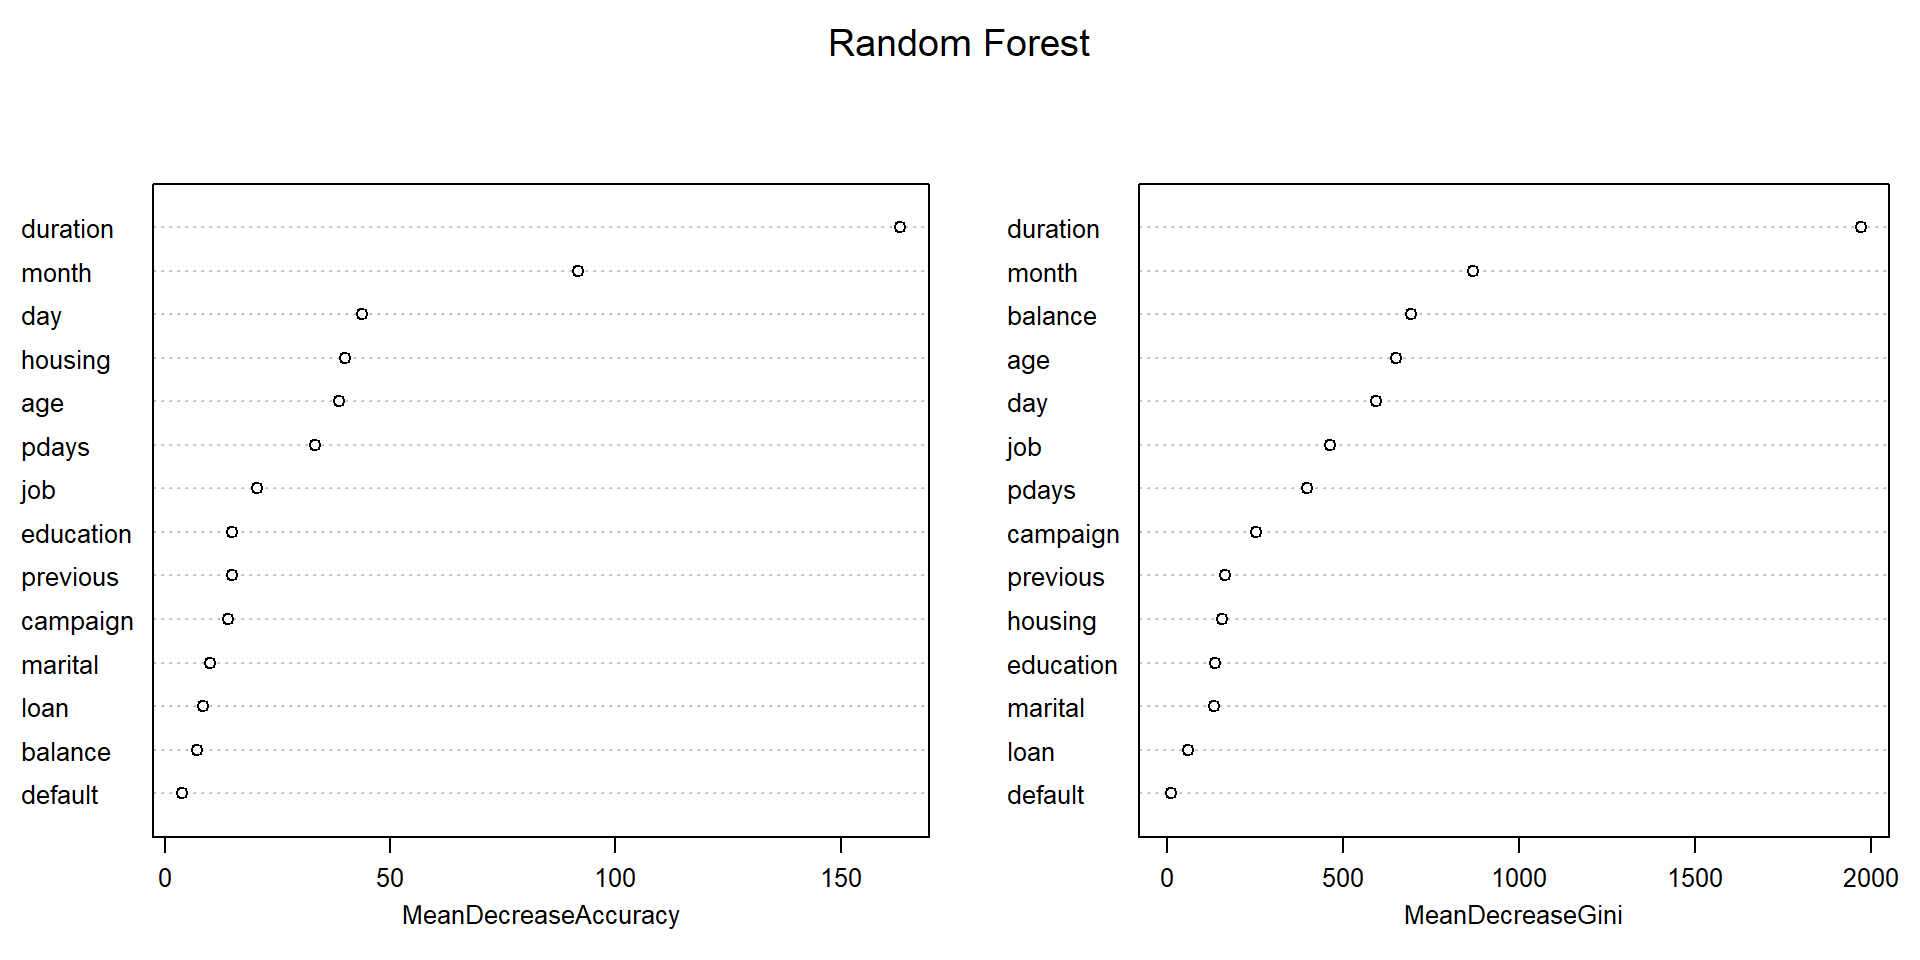 Random Forest
duration
month
day
housing
age
pdays
job
education
previous
campaign
marital
loan
balance
default
0 50 100 150
MeanDecreaseAccuracy
duration
month
balance
age
day
job
pdays
campaign
previous
housing
education
marital
loan
default
0 500 1000 1500 2000
MeanDecreaseGini